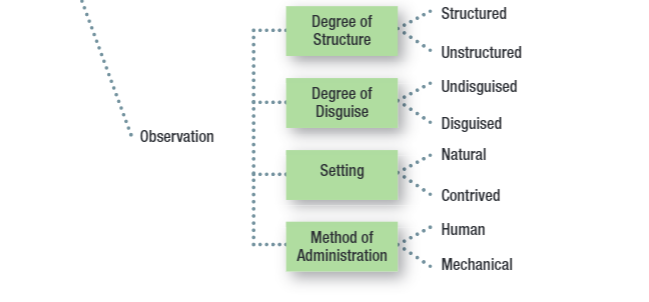 Observation
Degree of
Structure
Structured
Unstructured
Degree of
Disguise
Undisguised
Disguised
Setting
Natural
Contrived
Method of
Administration
Human
Mechanical